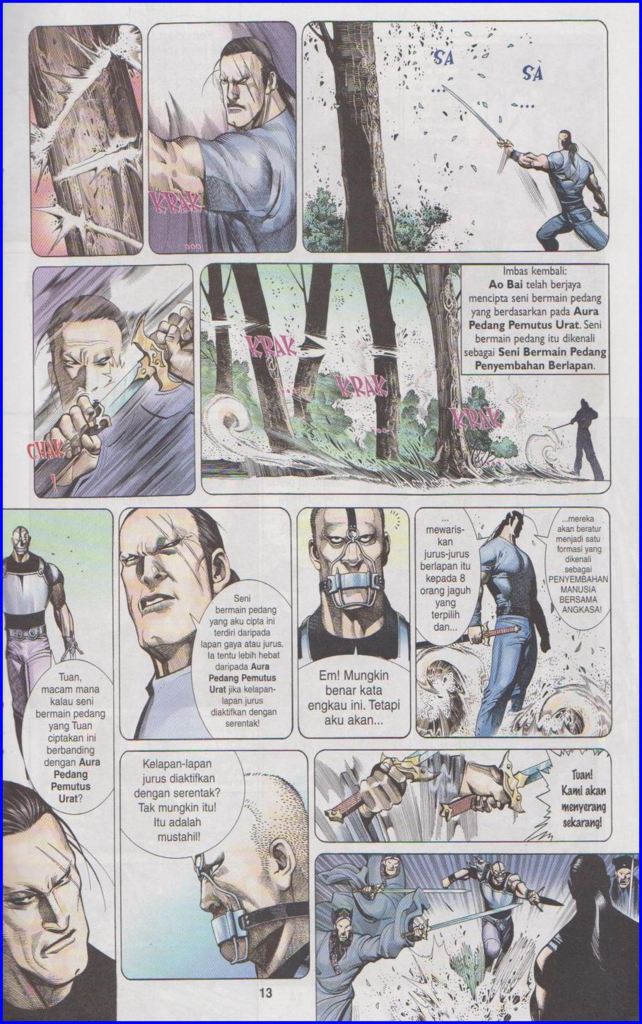 SA
...
SA
...
KRAK
...
CHAK
!
KRAK
...
KRAK
...
KRAK
...
Imbas kembali:
Ao Bai telah berjaya
mencipta seni bermain pedang
yang berdasarkan pada Aura
Pedang Pemutus Urat. Seni
bermain pedang itu dikenali
sebagai Seni Bermain Pedang
Penyembahan Berlapan.
Tuan,
macam mana
kalau seni
bermain pedang
yang Tuan
ciptakan ini
berbanding
dengan Aura
Pedang
Pemutus
Urat?
Seni
bermain pedang yang
aku cipta ini
terdiri daripada
lapan gaya atau jurus.
Ia tentu lebih hebat
daripada Aura
Pedang Pemutus
Urat jika kelapan-
lapan jurus
diaktifkan dengan
serentak!
Em! Mungkin
benar kata
engkau ini. Tetapi
aku akan...
...
mewaris-
kan
jurus-jurus
berlapan itu
kepada 8
orang jaguh
yang
terpilih
dan...
...mereka
akan beratur
menjadi satu
formasi yang
dikenali
sebagai
PENYEMBAHAN
MANUSIA
BERSAMA
ANGKASA!
Kelapan-lapan
jurus diaktifkan
dengan serentak?
Tak mungkin itu!
Itu adalah
mustahil!
Tuan!
Kami akan
menyerang
sekarang!
13